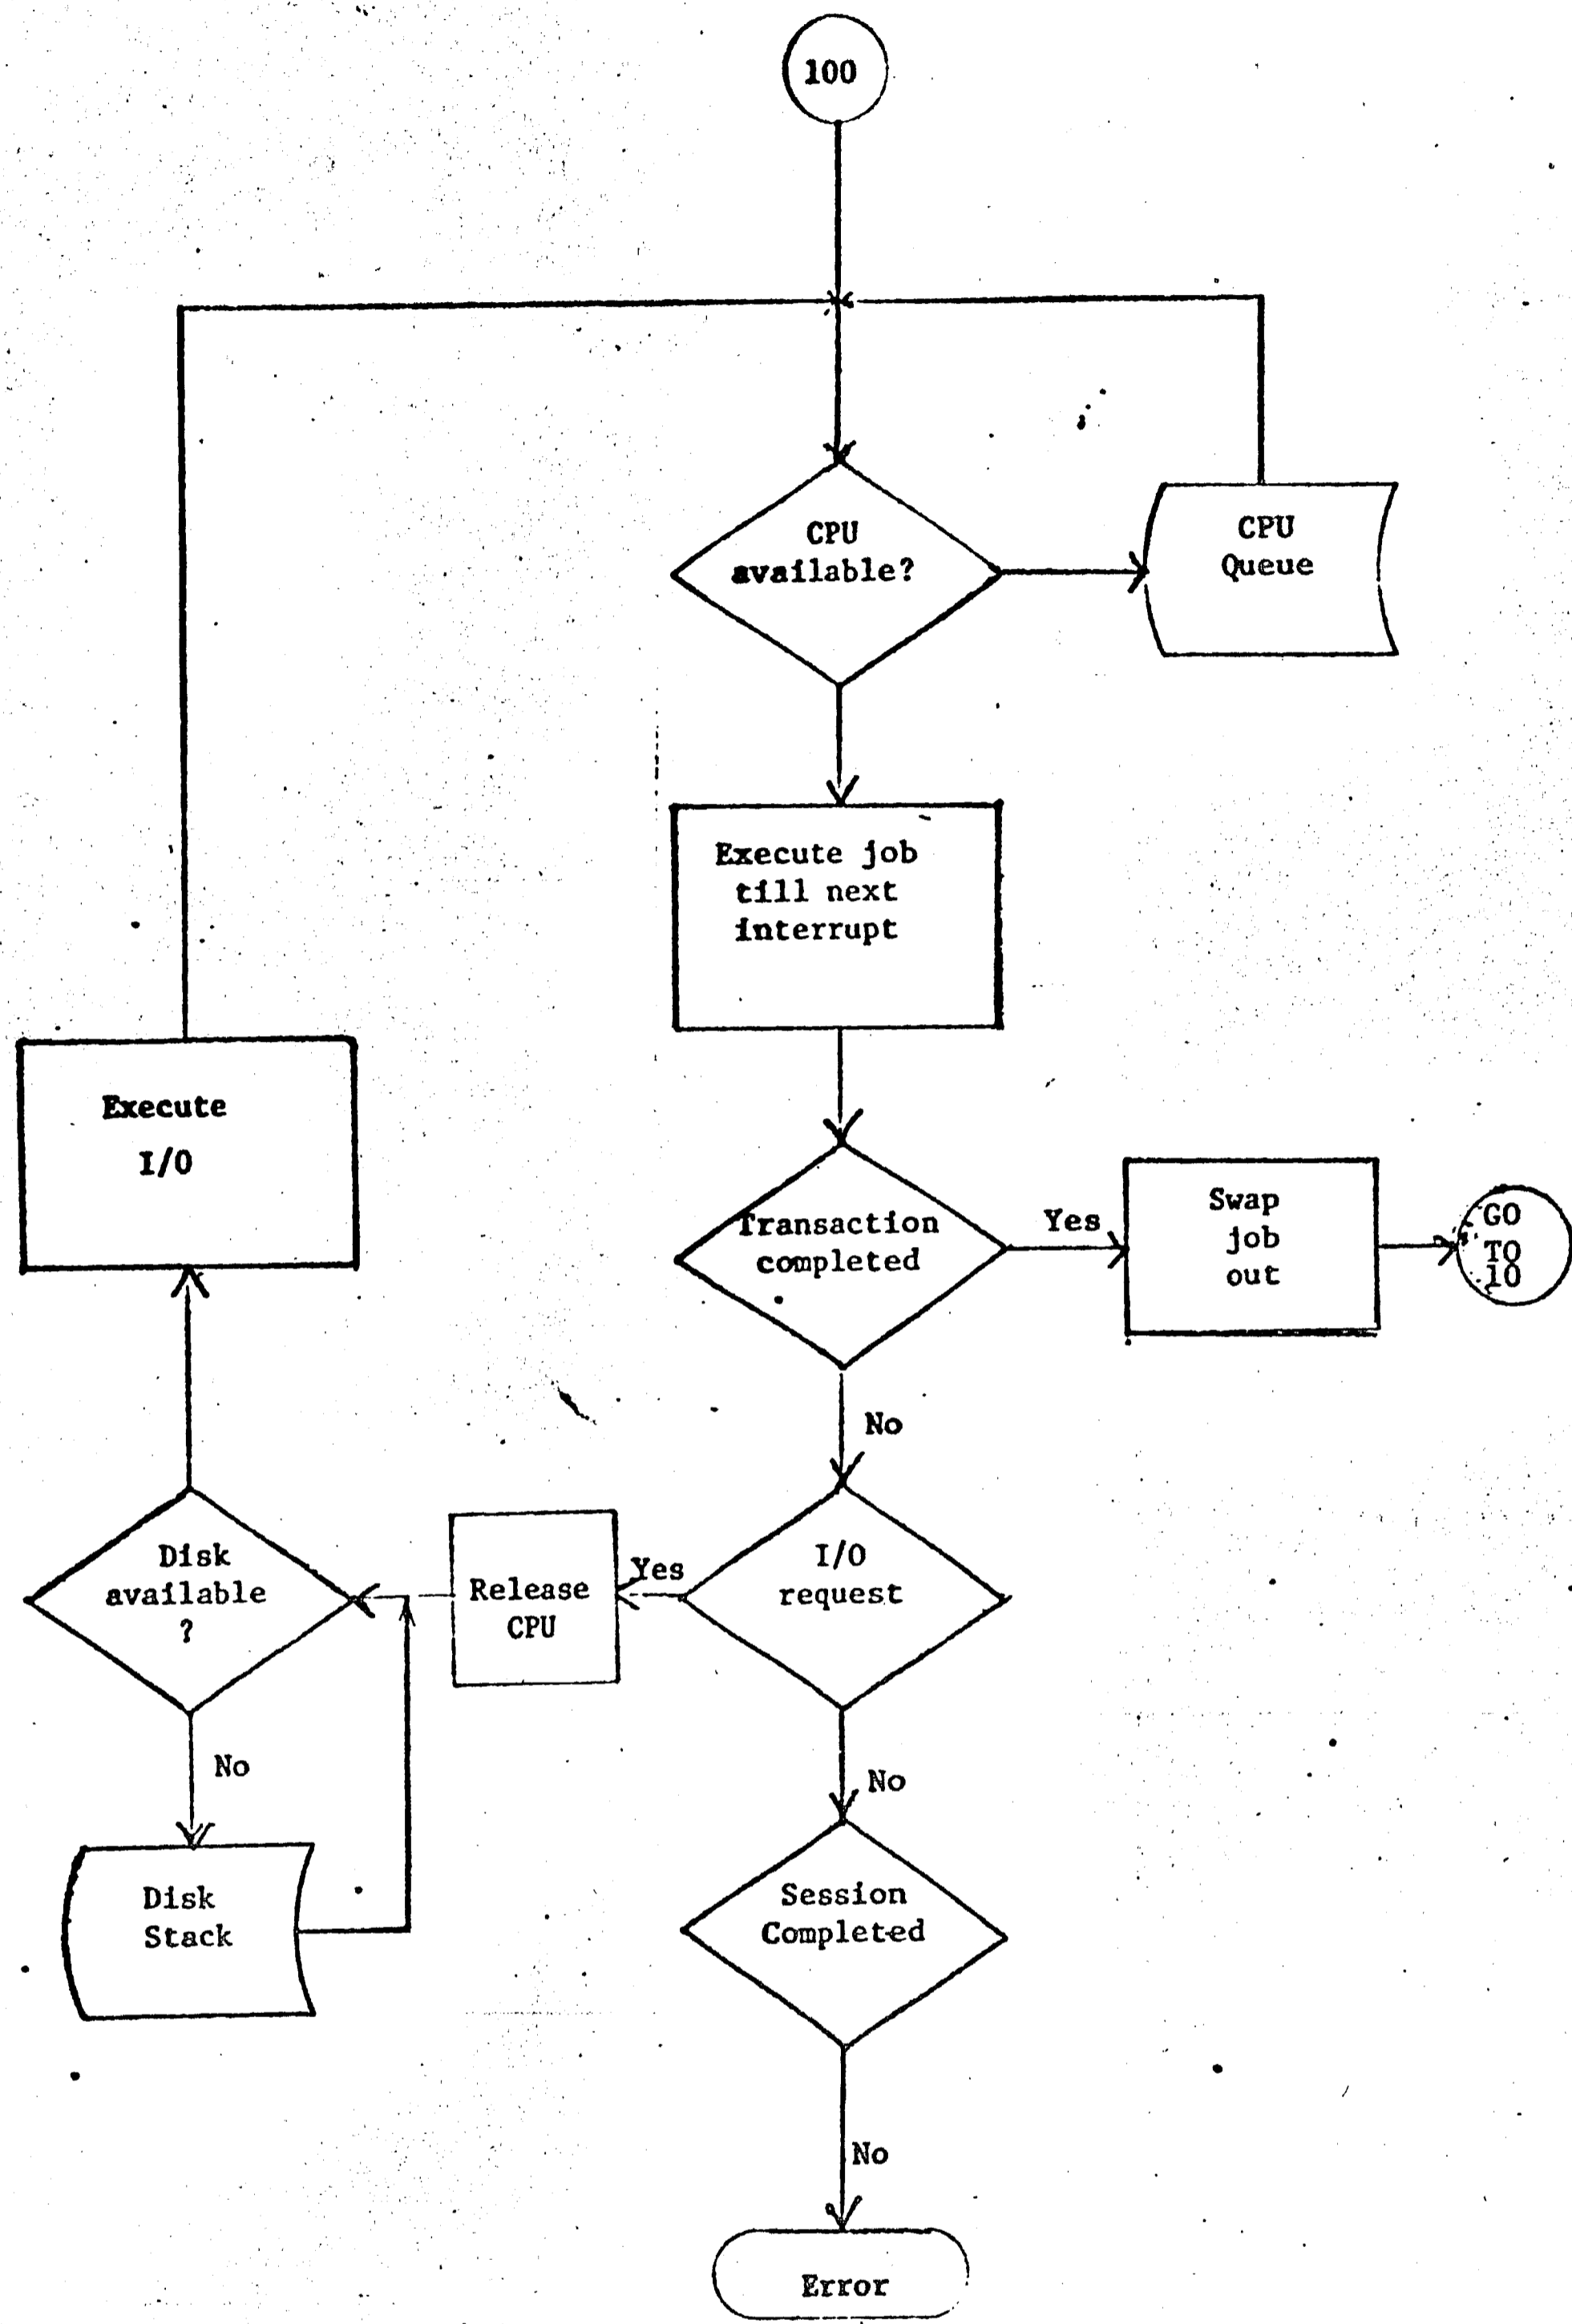 100
CPU
available?
CPU
Queue
Execute job
till next
interrupt
Execute
I/O
Transaction
completed
Yes
Swap
job
out
GO
TO
10
No
Disk
available
?
Release
CPU
Yes
I/O
request
No
No
Disk
Stack
Session
Completed
No
Error